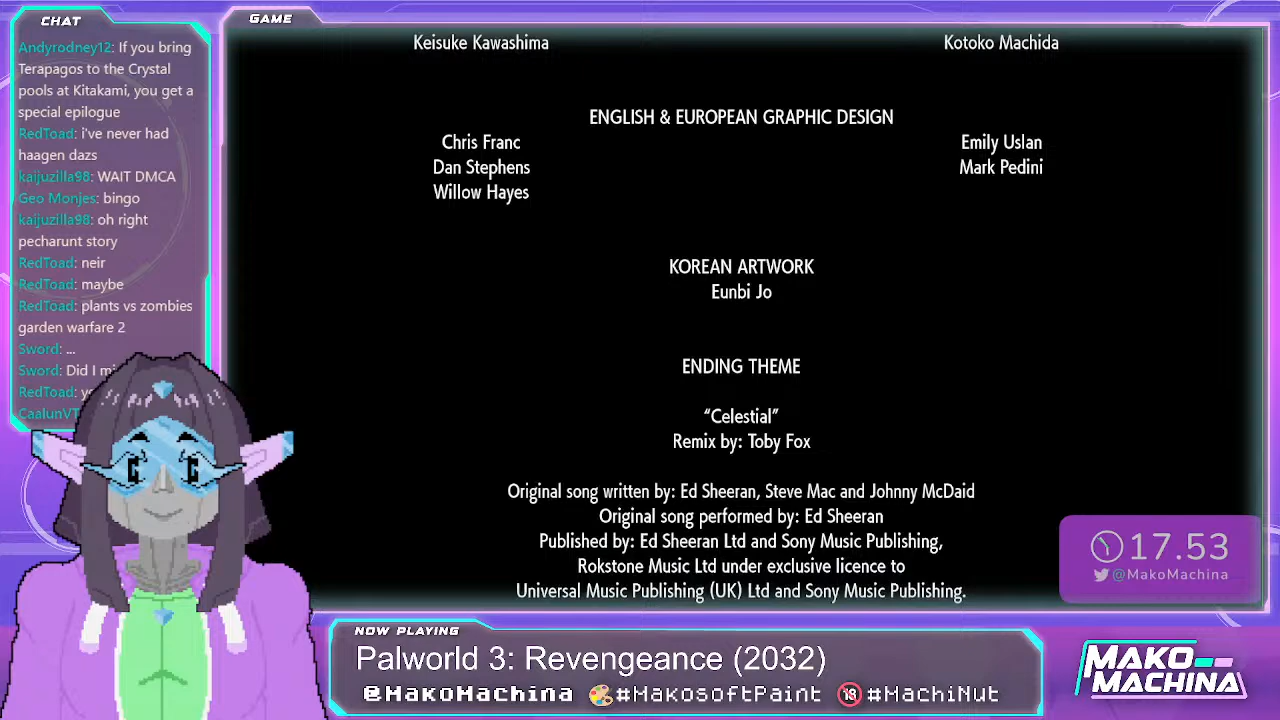 CHAT
Andyrodney12: If you bring
Terapagos to the Crystal
pools at Kitakami, you get a
special epilogue
RedToad: i've never had
haagen dazs
kaijuzilla98: WAIT DMCA
Geo Monjes: bingo
kaijuzilla98: oh right
pecharunt story
RedToad: neir
RedToad: maybe
RedToad: plants vs zombies
garden warfare 2
Sword: ...
Sword: Did I
RedToad:
GAME
Keisuke Kawashima
Kotoko Machida
ENGLISH & EUROPEAN GRAPHIC DESIGN
Chris Franc
Emily Uslan
Dan Stephens
Mark Pedini
Willow Hayes
KOREAN ARTWORK
Eunbi Jo
ENDING THEME
“Celestial”
Remix by: Toby Fox
Original song written by: Ed Sheeran, Steve Mac and Johnny McDaid
Original song performed by: Ed Sheeran
Published by: Ed Sheeran Ltd and Sony Music Publishing,
Rokstone Music Ltd under exclusive licence to
Universal Music Publishing (UK) Ltd and Sony Music Publishing.
17.53
@MakoMachina
NOW PLAYING
Palworld 3: Revengeance (2032)
@MakoMachina #MakosoftPaint 18 #MachiNut
MAKO
MACHINA